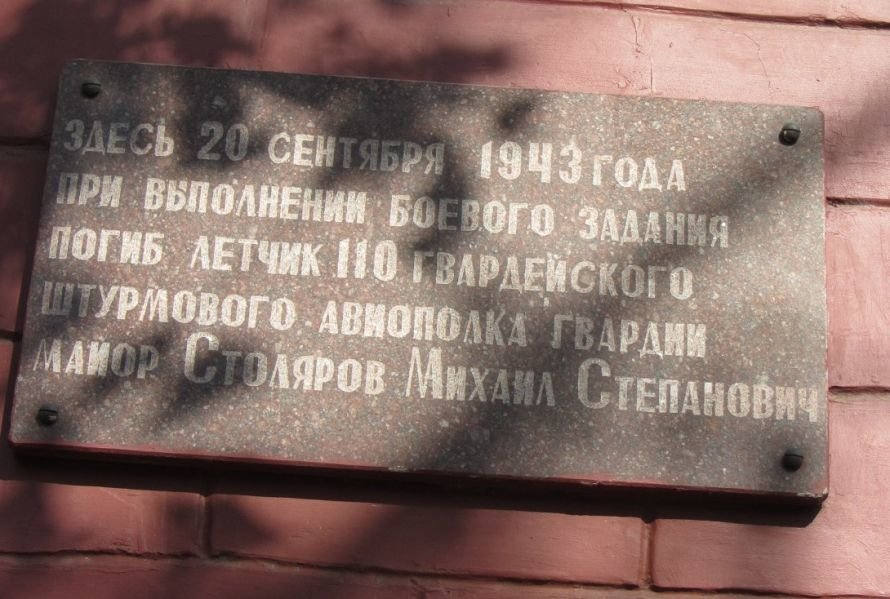 ЗДЕСЬ 20 СЕНТЯБРЯ 1943 ГОДА
ПРИ ВЫПОЛНЕНИИ БОЕВОГО ЗАДАНИЯ
ПОГИБ ЛЕТЧИК 110 ГВАРДЕЙСКОГО
ШТУРМОВОГО АВИОПОЛКА ГВАРДИИ
МАЙОР СТОЛЯРОВ МИХАИЛ СТЕПАНОВИЧ